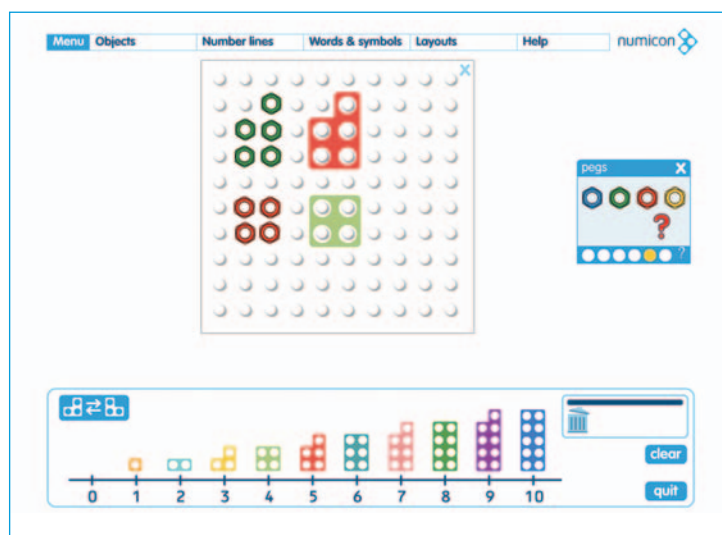 Menu Objects Number lines Words & symbols Layouts Help numicon
x
pegs X
?
?
clear
0 1 2 3 4 5 6 7 8 9 10
quit